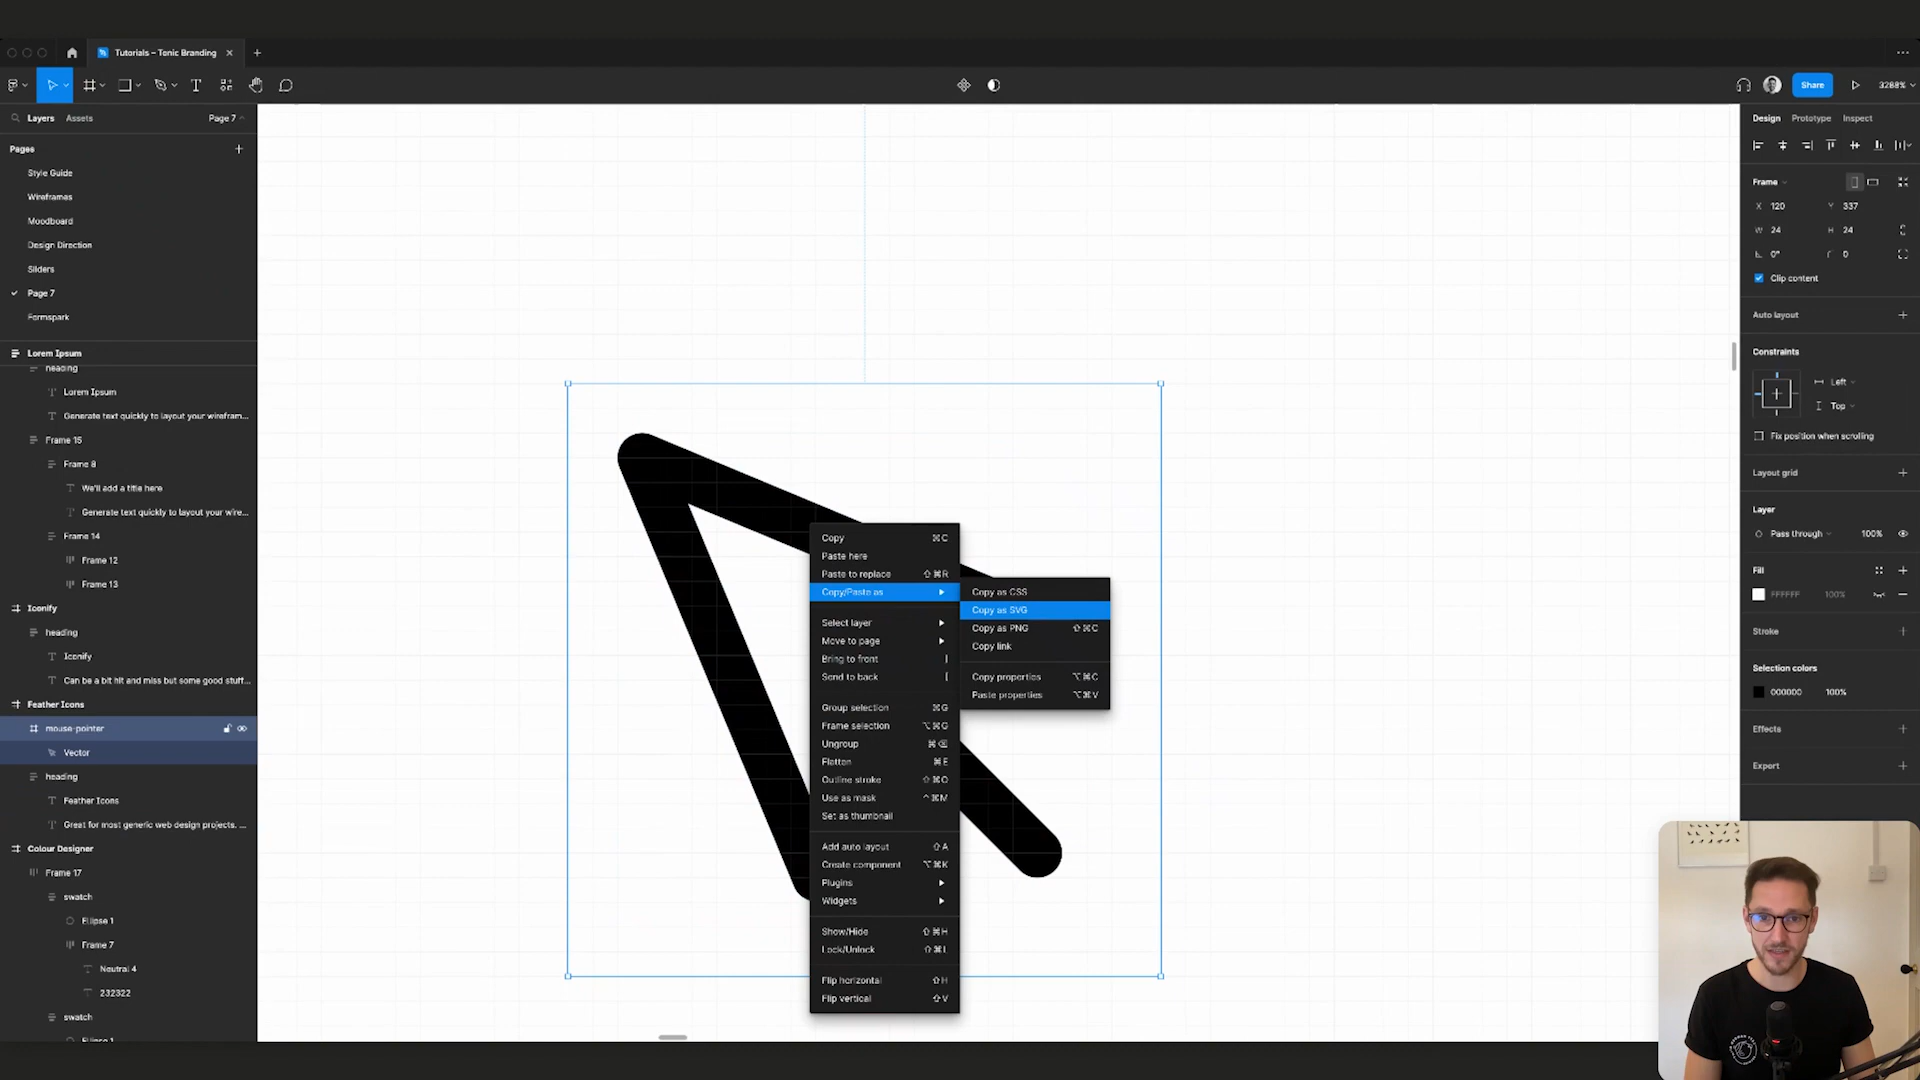 Tutorials – Tonic Branding
Share
3288%
Layers
Assets
Page 7
Design
Prototype
Inspect
Pages
Style Guide
Wireframes
Moodboard
Design Direction
Sliders
Page 7
Formspark
Lorem Ipsum
heading
Lorem Ipsum
Generate text quickly to layout your wirefram...
Frame 15
Frame 8
We'll add a title here
Generate text quickly to layout your wire...
Frame 14
Frame 12
Frame 13
Iconify
heading
Iconify
Can be a bit hit and miss but some good stuff...
Feather Icons
mouse-pointer
Vector
heading
Feather Icons
Great for most generic web design projects. ...
Colour Designer
Frame 17
swatch
Ellipse 1
Frame 7
Neutral 4
232322
swatch
Ellipse 1
Copy ⌘C
Paste here
Paste to replace ⇧⌘R
Copy/Paste as
Select layer
Move to page
Bring to front ]
Send to back [
Group selection ⌘G
Frame selection ⌥⌘G
Ungroup ⌘⌫
Flatten ⌘E
Outline stroke ⇧⌘O
Use as mask ^⌘M
Set as thumbnail
Add auto layout ⇧A
Create component ⌥⌘K
Plugins
Widgets
Show/Hide ⇧⌘H
Lock/Unlock ⇧⌘L
Flip horizontal ⇧H
Flip vertical ⇧V
Copy as CSS
Copy as SVG
Copy as PNG ⇧⌘C
Copy link
Copy properties ⌥⌘C
Paste properties ⌥⌘V
Frame
X 120 Y 337
W 24 H 24
0° 0
Clip content
Auto layout
Constraints
Left
Top
Fix position when scrolling
Layout grid
Layer
Pass through 100%
Fill
FFFFFF 100%
Stroke
Selection colors
000000 100%
Effects
Export